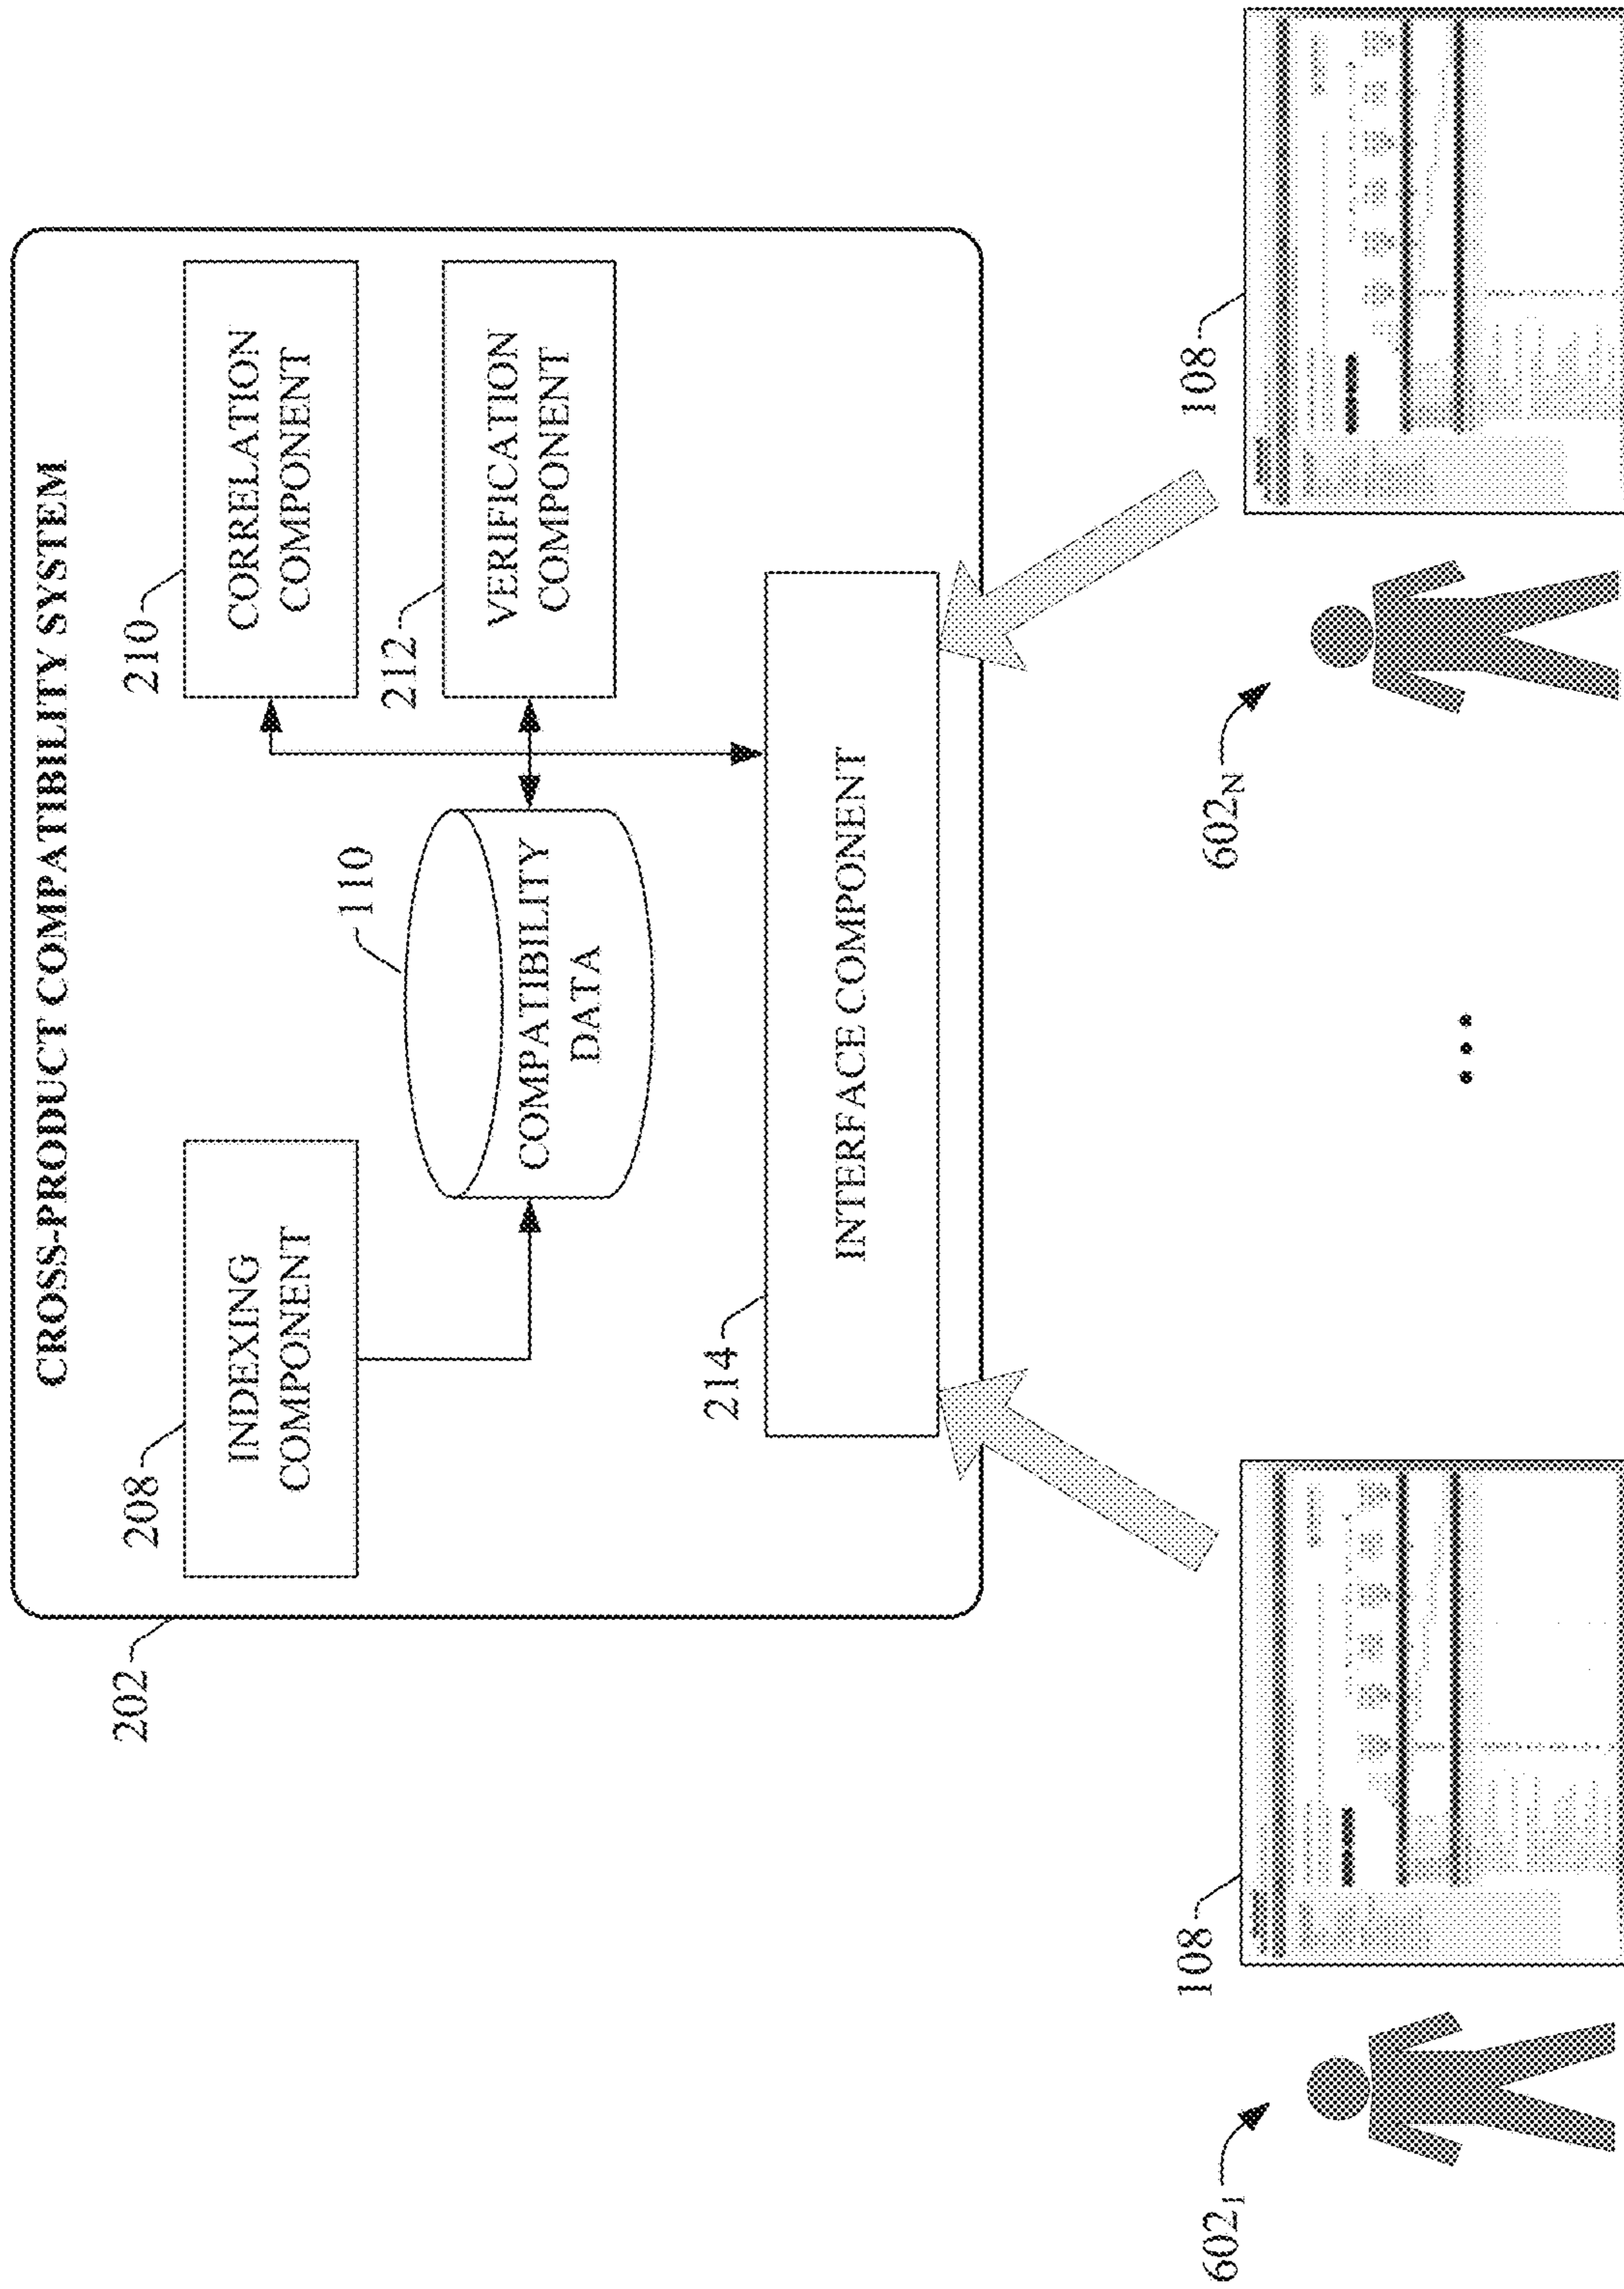 CROSS-PRODUCT COMPATIBILITY SYSTEM
202
208
INDEXING
COMPONENT
110
COMPATIBILITY
DATA
210
CORRELATION
COMPONENT
212
VERIFICATION
COMPONENT
214
INTERFACE COMPONENT
108
108
602₁
...
602_N